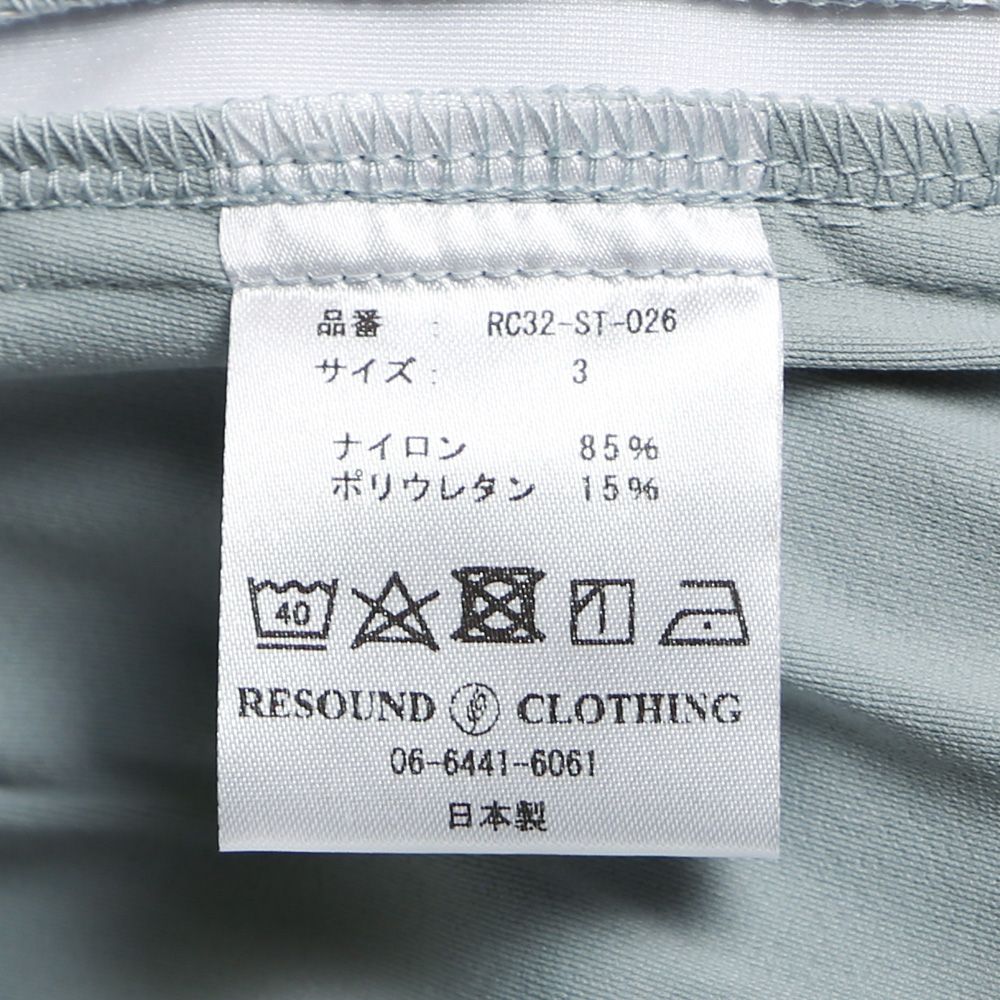 品番 : RC32-ST-026
サイズ : 3
ナイロン 85%
ポリウレタン 15%
40
RESOUND CLOTHING
06-6441-6061
日本製